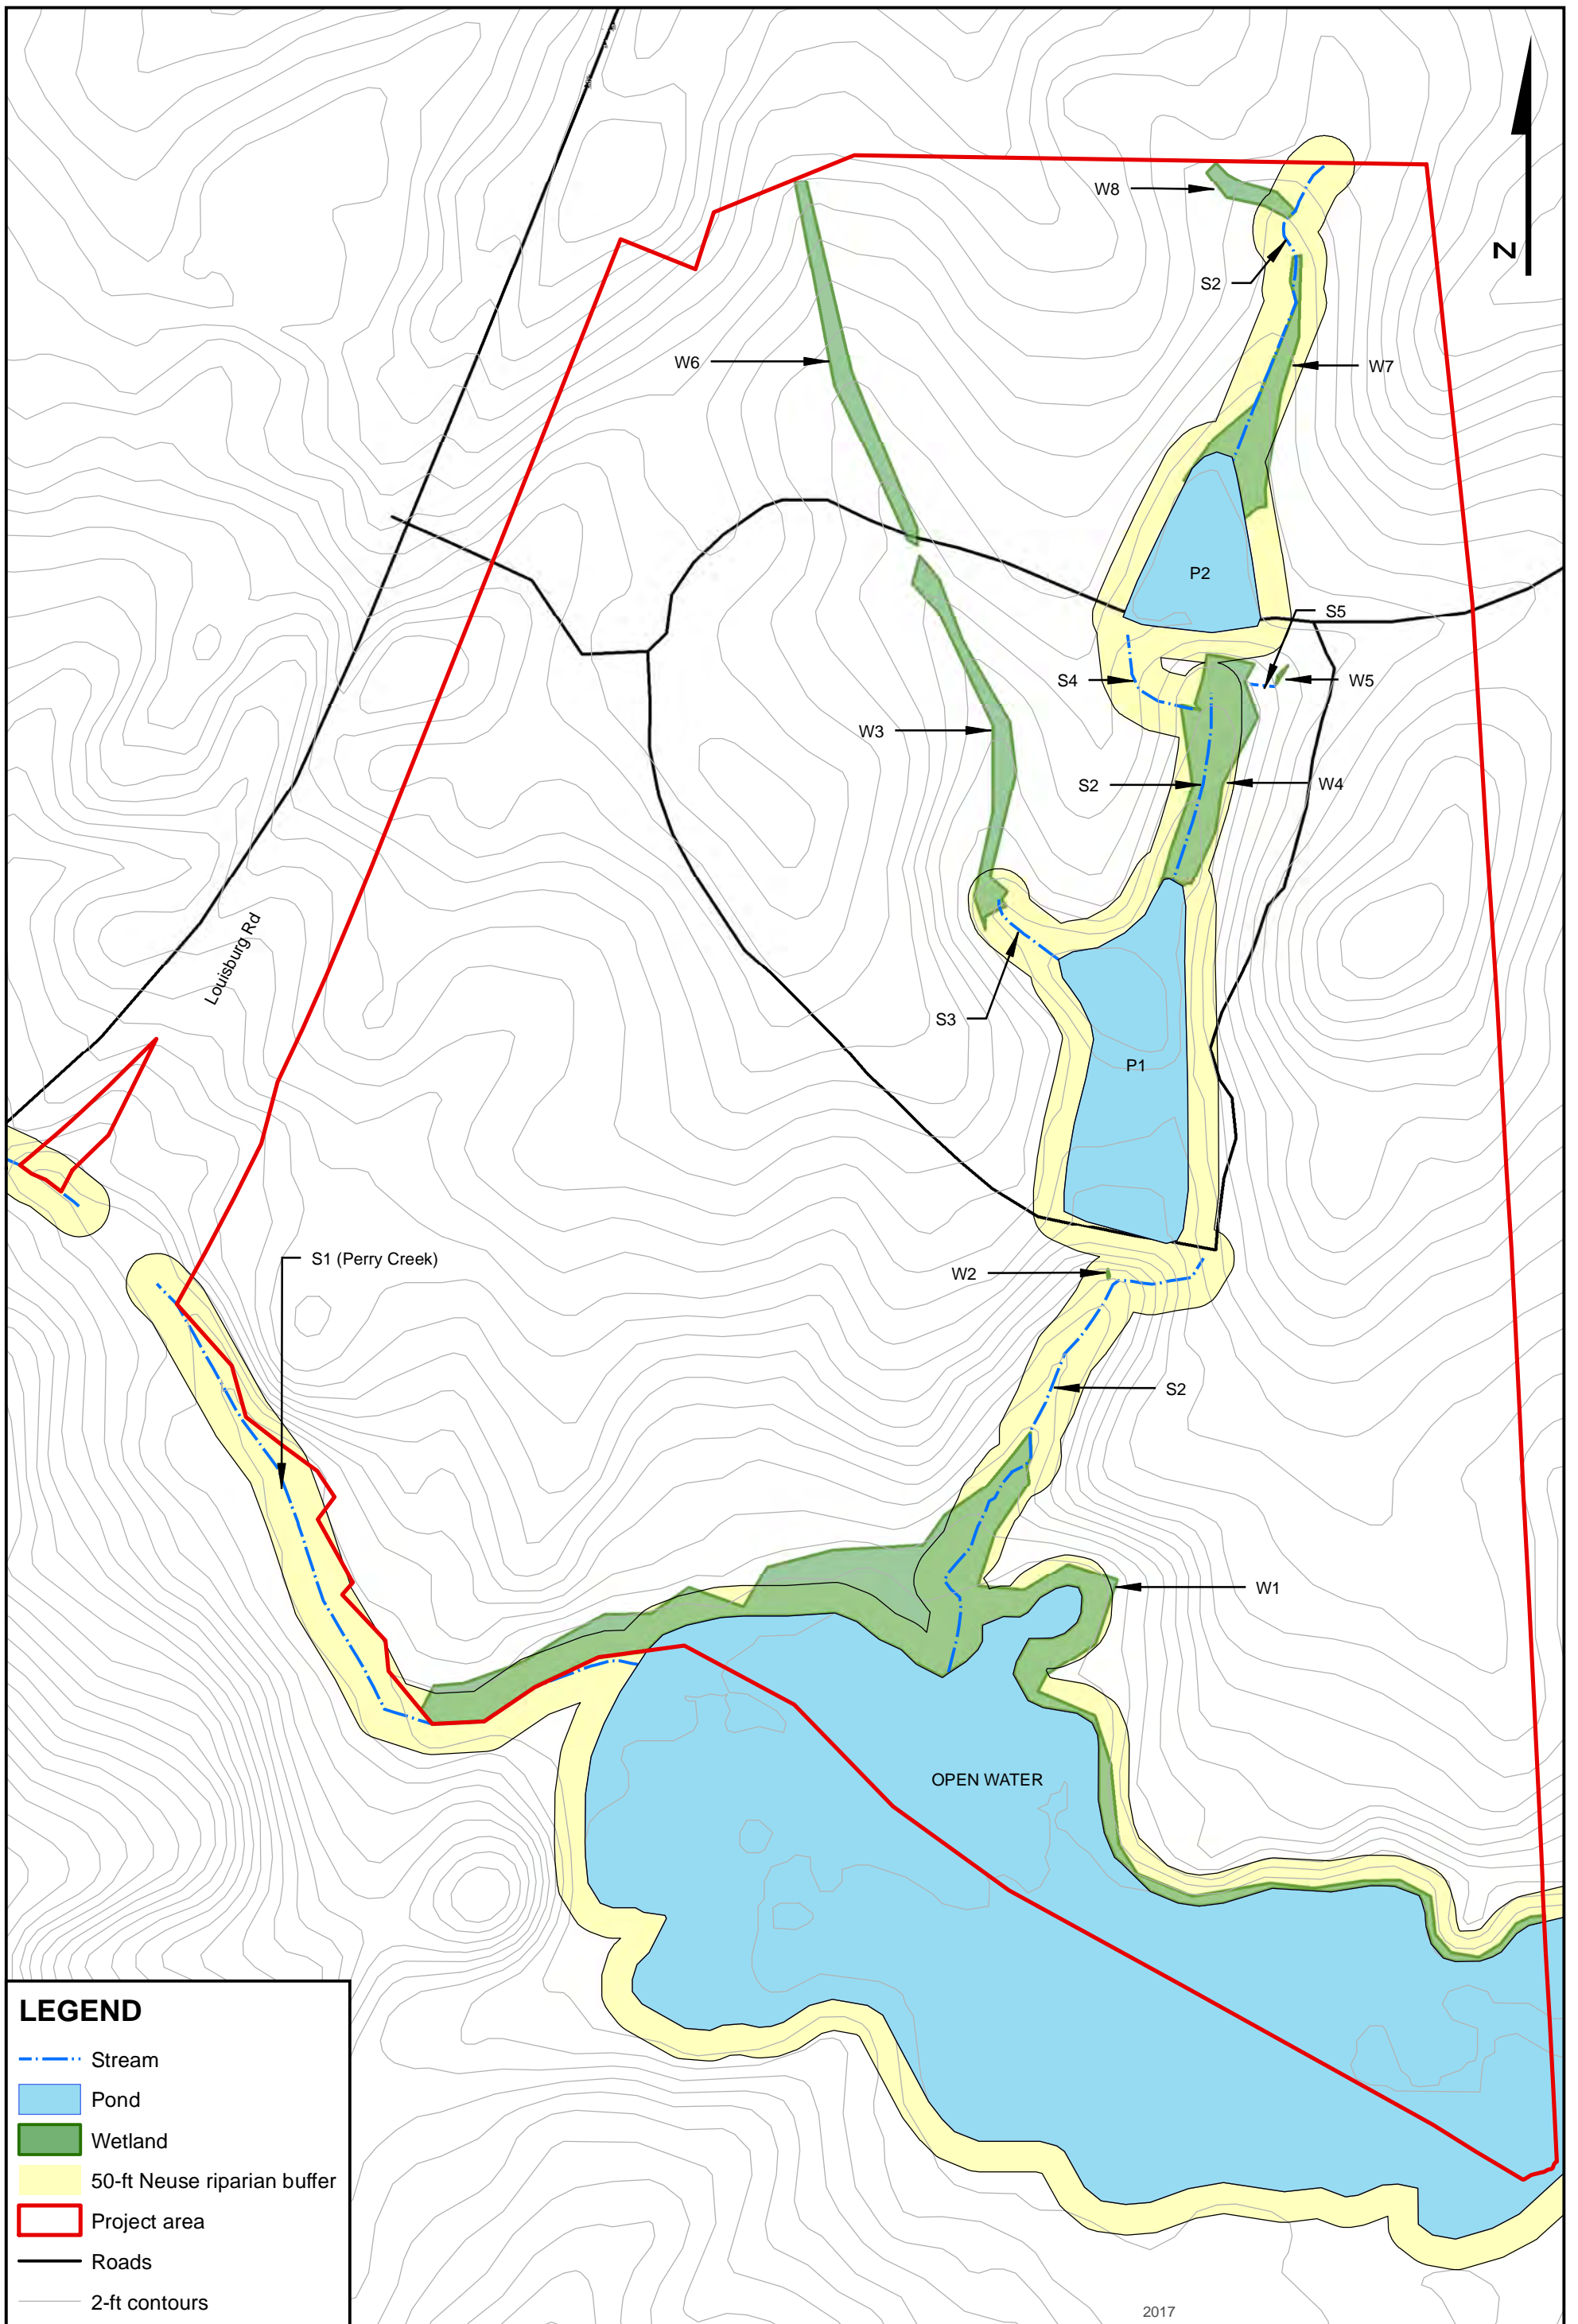 W8
N
S2
W6
W7
P2
S5
S4
W5
W3
S2
W4
Louisburg Rd
S3
P1
S1 (Perry Creek)
W2
S2
W1
OPEN WATER
LEGEND
Stream
Pond
Wetland
50-ft Neuse riparian buffer
Project area
Roads
2-ft contours
2017